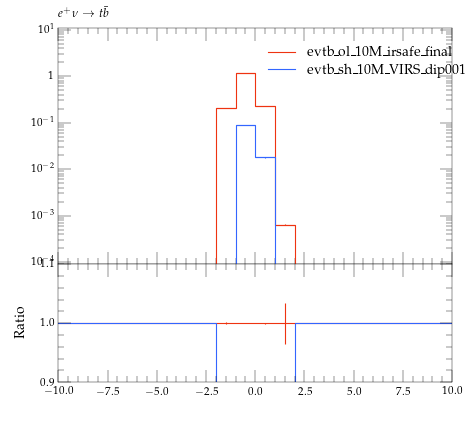 e⁺ ν → t b̄
evtb_ol_10M_irsafe_final
evtb_sh_10M_VIRS_dip001
10¹
1
10⁻¹
10⁻²
10⁻³
10⁻⁴
1.1
1.0
0.9
Ratio
−10.0 −7.5 −5.0 −2.5 0.0 2.5 5.0 7.5 10.0